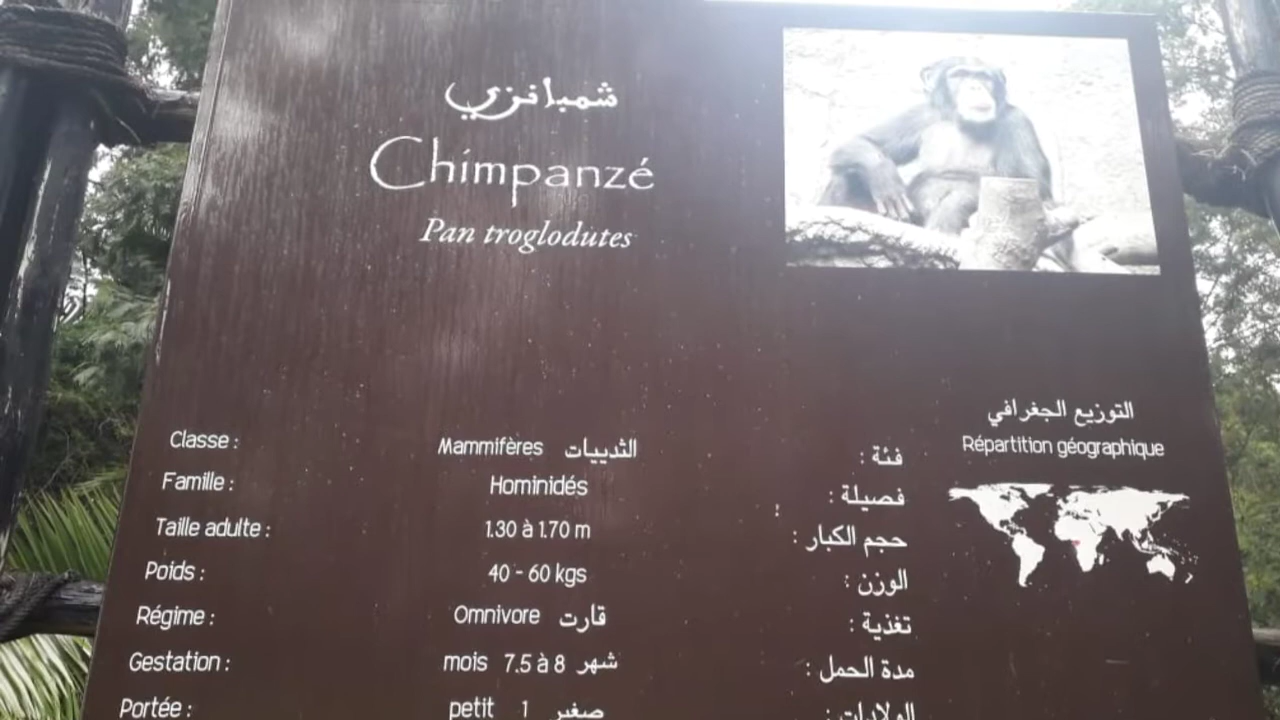 شمبانزي
Chimpanzé
Pan troglodutes
التوزيع الجغرافي
Répartition géographique
Classe : Mammifères الثدييات فئة :
Famille : Hominidés فصيلة :
Taille adulte : 1.30 à 1.70 m حجم الكبار :
Poids : 40 - 60 kgs الوزن :
Régime : Omnivore قارت تغذية :
Gestation : mois 7.5 à 8 شهر مدة الحمل :
Portée : petit 1 صغير الولادات :